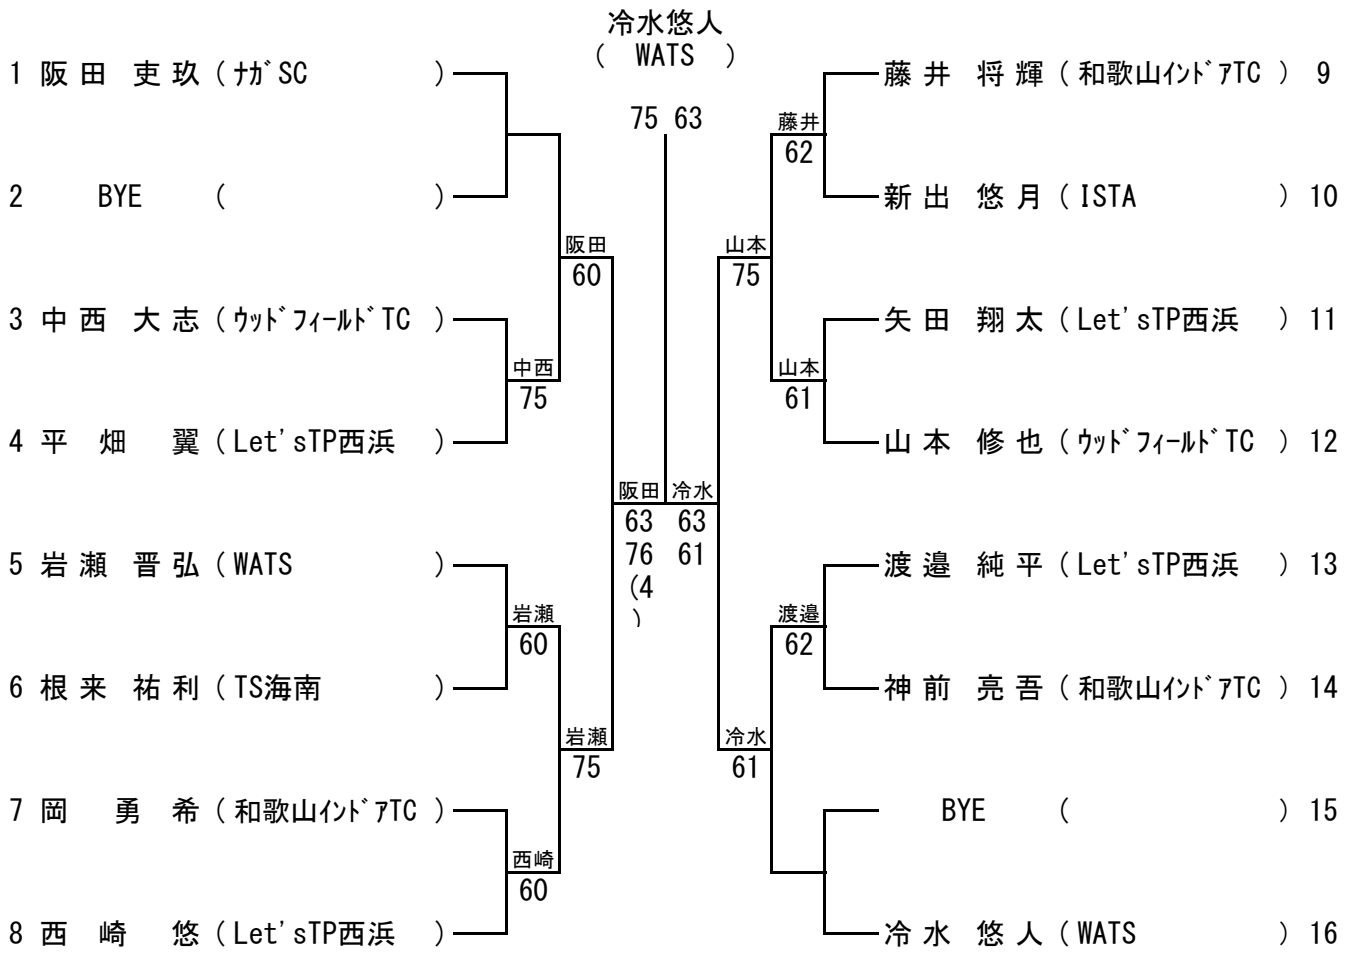 冷水悠人
( WATS )
75 63
1 阪田 吏玖 (ﾅｶﾞSC )
2 BYE ( )
3 中西 大志 (ｳｯﾄﾞﾌｨｰﾙﾄﾞTC )
4 平畑 翼 (Let'sTP西浜 )
5 岩瀬 晋弘 (WATS )
6 根来 祐利 (TS海南 )
7 岡 勇希 (和歌山ｲﾝﾄﾞｱTC )
8 西崎 悠 (Let'sTP西浜 )
中西
75
岩瀬
60
西崎
60
阪田
60
岩瀬
75
阪田
63
76
(4
)
冷水
63
61
山本
75
冷水
61
藤井
62
山本
61
渡邉
62
藤井 将輝 (和歌山ｲﾝﾄﾞｱTC ) 9
新出 悠月 (ISTA ) 10
矢田 翔太 (Let'sTP西浜 ) 11
山本 修也 (ｳｯﾄﾞﾌｨｰﾙﾄﾞTC ) 12
渡邉 純平 (Let'sTP西浜 ) 13
神前 亮吾 (和歌山ｲﾝﾄﾞｱTC ) 14
BYE ( ) 15
冷水 悠人 (WATS ) 16